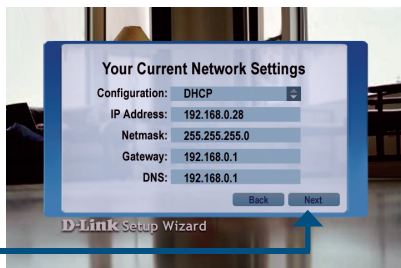 Your Current Network Settings
Configuration: DHCP
IP Address: 192.168.0.28
Netmask: 255.255.255.0
Gateway: 192.168.0.1
DNS: 192.168.0.1
Back Next
D-Link Setup Wizard